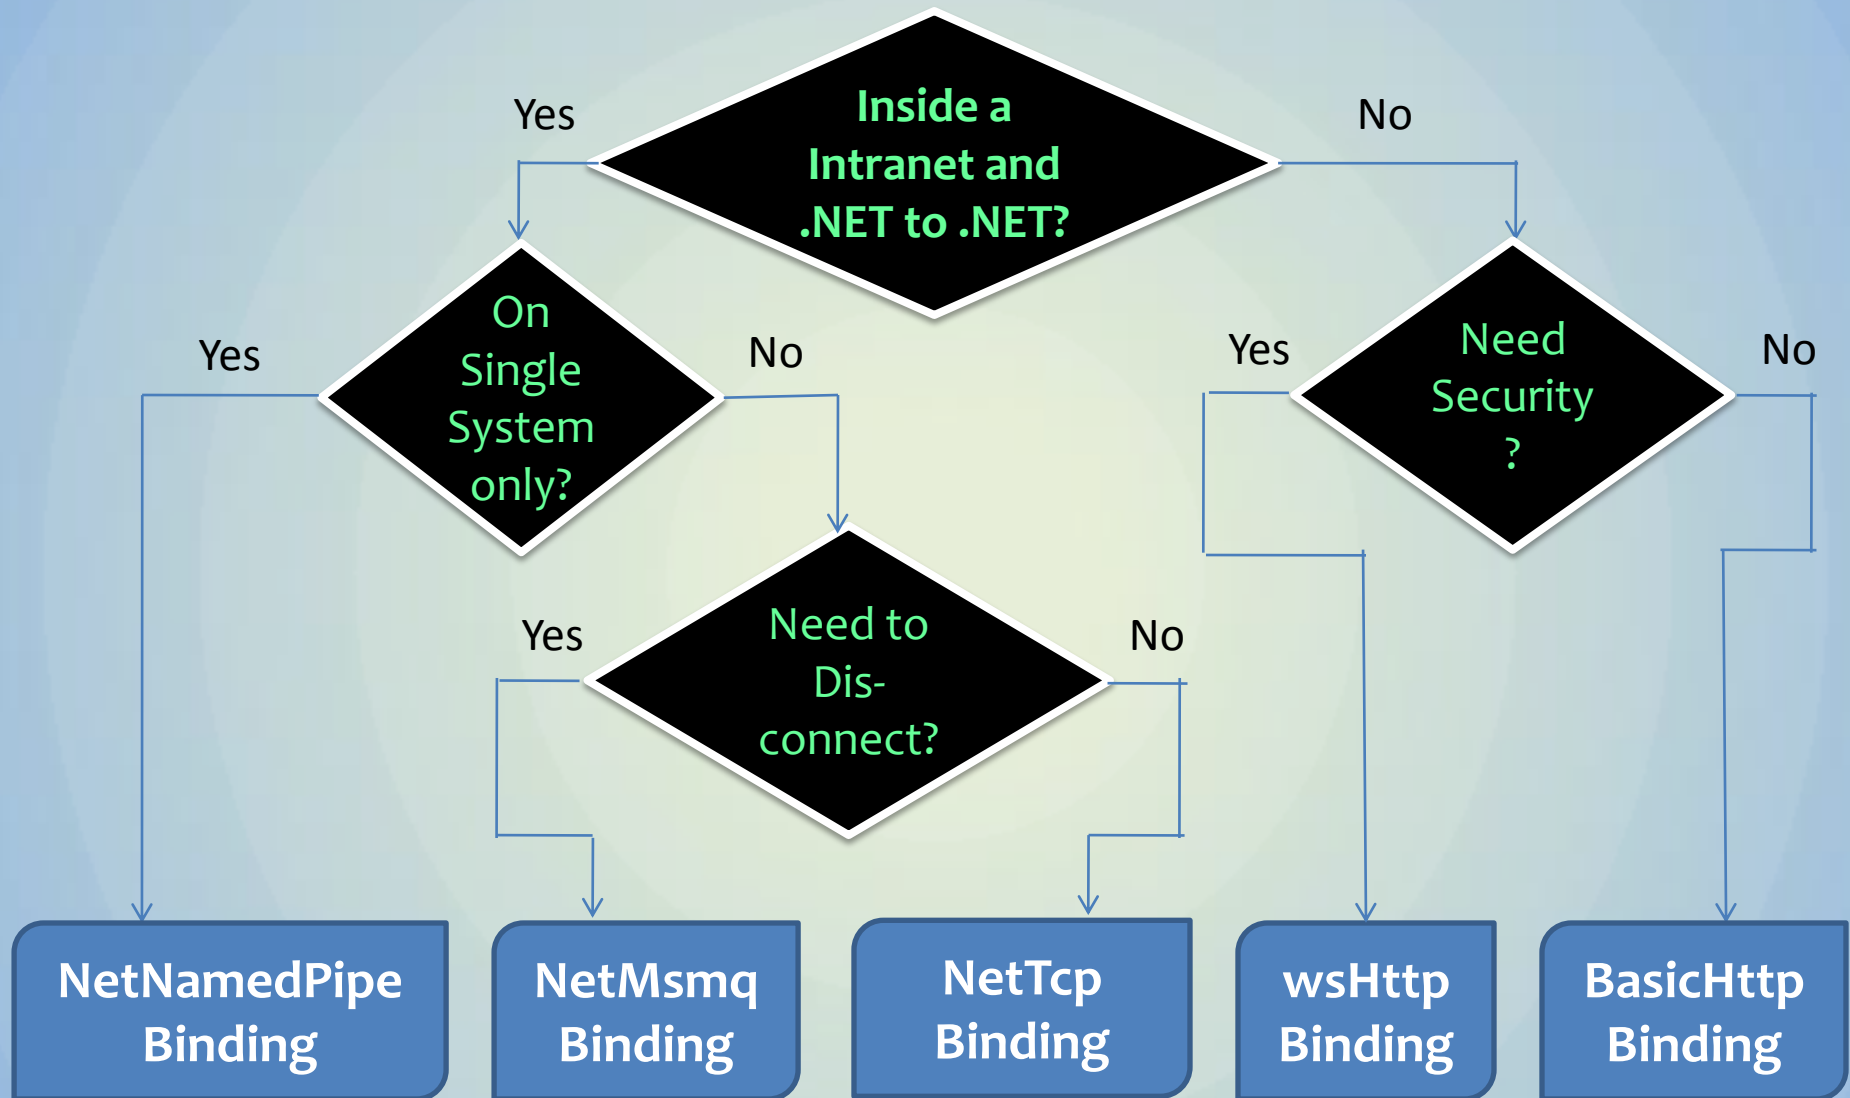 Inside a
Intranet and
.NET to .NET?
Yes
No
On
Single
System
only?
Yes
No
Need
Security
?
Yes
No
Need to
Dis-
connect?
Yes
No
NetNamedPipe
Binding
NetMsmq
Binding
NetTcp
Binding
wsHttp
Binding
BasicHttp
Binding